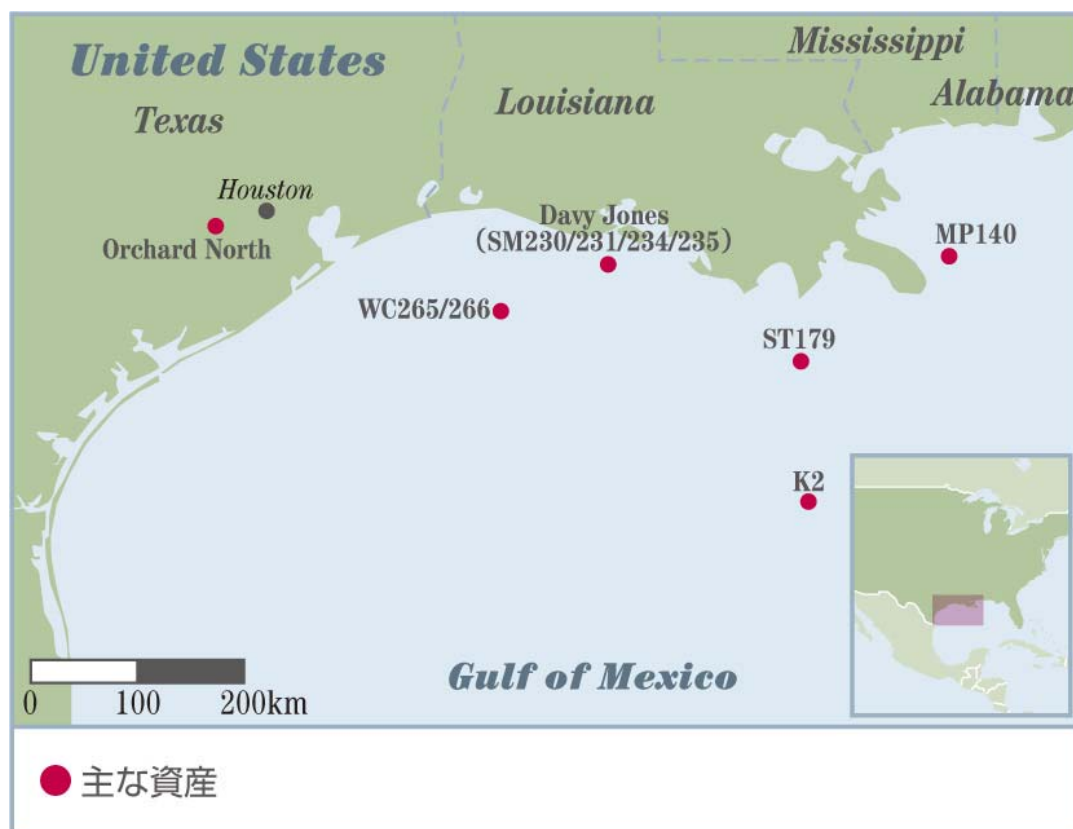 United States
Mississippi
Texas
Louisiana
Alabama
Houston
Orchard North
Davy Jones
（SM230/231/234/235）
MP140
WC265/266
ST179
K2
Gulf of Mexico
0 100 200km
主な資産